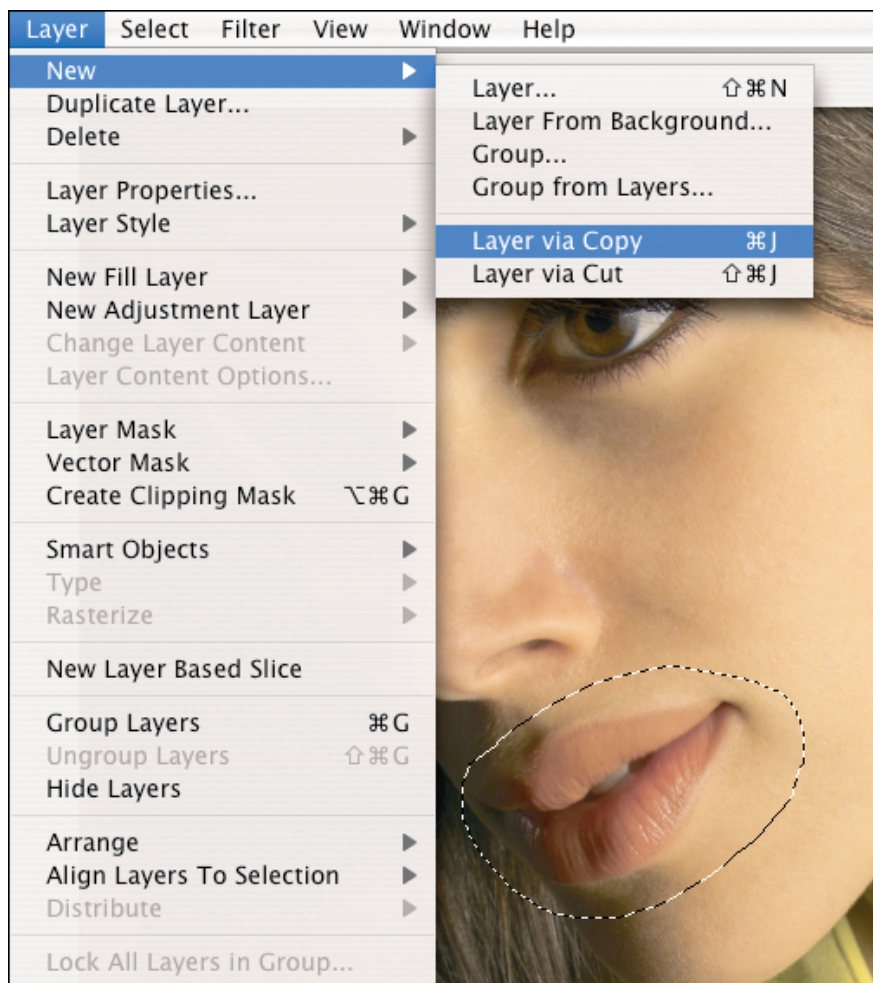 Layer Select Filter View Window Help
New
Duplicate Layer...
Delete
Layer Properties...
Layer Style
New Fill Layer
New Adjustment Layer
Change Layer Content
Layer Content Options...
Layer Mask
Vector Mask
Create Clipping Mask ⌥⌘G
Smart Objects
Type
Rasterize
New Layer Based Slice
Group Layers ⌘G
Ungroup Layers ⇧⌘G
Hide Layers
Arrange
Align Layers To Selection
Distribute
Lock All Layers in Group...
Layer... ⇧⌘N
Layer From Background...
Group...
Group from Layers...
Layer via Copy ⌘J
Layer via Cut ⇧⌘J